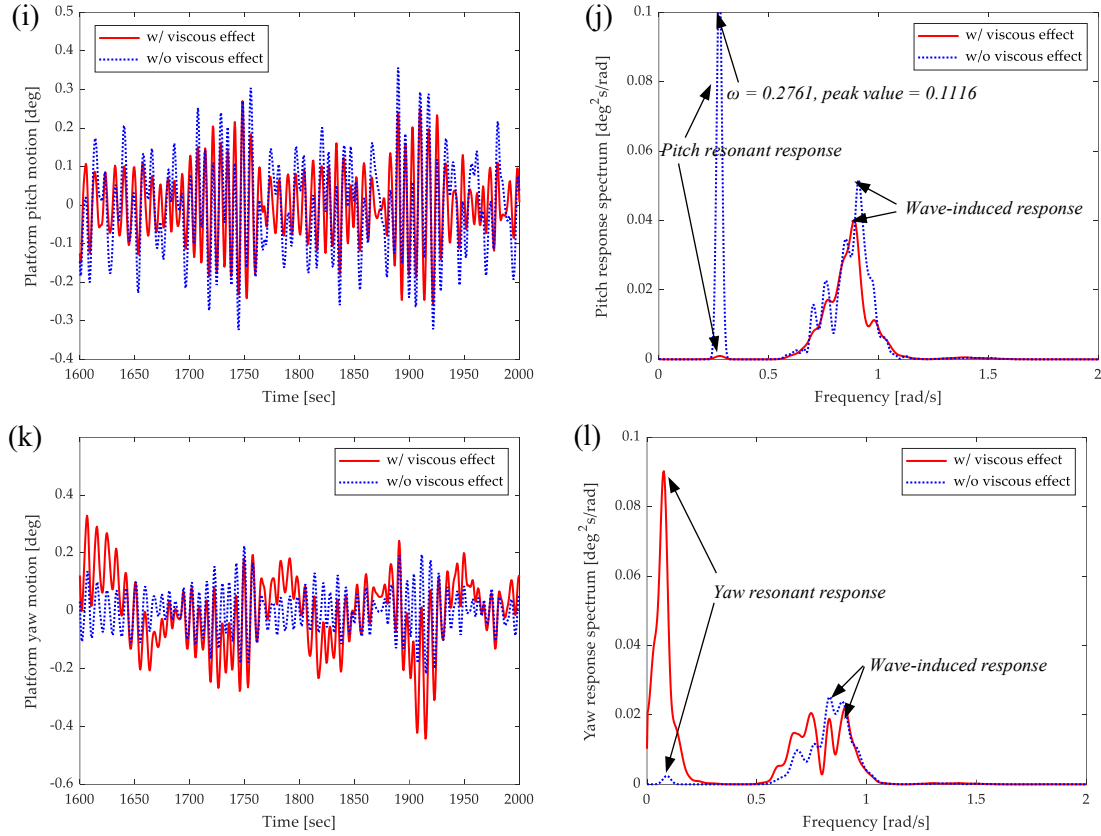 (i)
w/ viscous effect
w/o viscous effect
Platform pitch motion [deg]
0.5
0.4
0.3
0.2
0.1
0
-0.1
-0.2
0.3
-0.4
1600 1650 1700 1750 1800 1850 1900 1950 2000
Time [sec]
(j)
w/ viscous effect
w/o viscous effect
ω = 0.2761, peak value = 0.1116
Pitch resonant response
Wave-induced response
Pitch response spectrum [deg²s/rad]
0.1
0.08
0.06
0.04
0.02
0
0 0.5 1 1.5 2
Frequency [rad/s]
(k)
w/ viscous effect
w/o viscous effect
Platform yaw motion [deg]
0.4
0.2
0
-0.2
-0.4
-0.6
1600 1650 1700 1750 1800 1850 1900 1950 2000
Time [sec]
(l)
w/ viscous effect
w/o viscous effect
Yaw resonant response
Wave-induced response
Yaw response spectrum [deg²s/rad]
0.1
0.08
0.06
0.04
0.02
0
0 0.5 1 1.5 2
Frequency [rad/s]